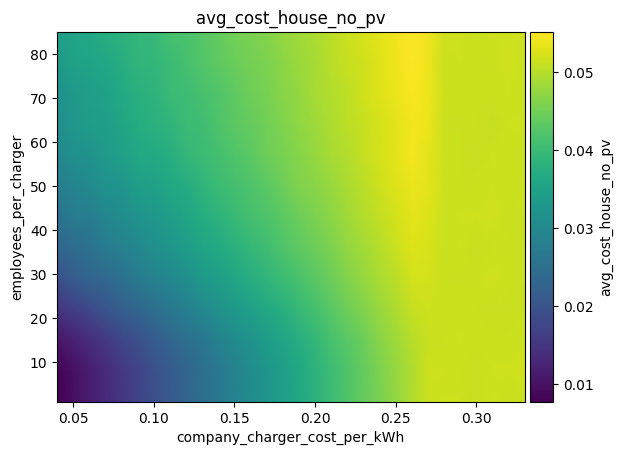 avg_cost_house_no_pv
80
70
60
50
40
30
20
10
employees_per_charger
0.05 0.10 0.15 0.20 0.25 0.30
company_charger_cost_per_kWh
0.05
0.04
0.03
0.02
0.01
avg_cost_house_no_pv